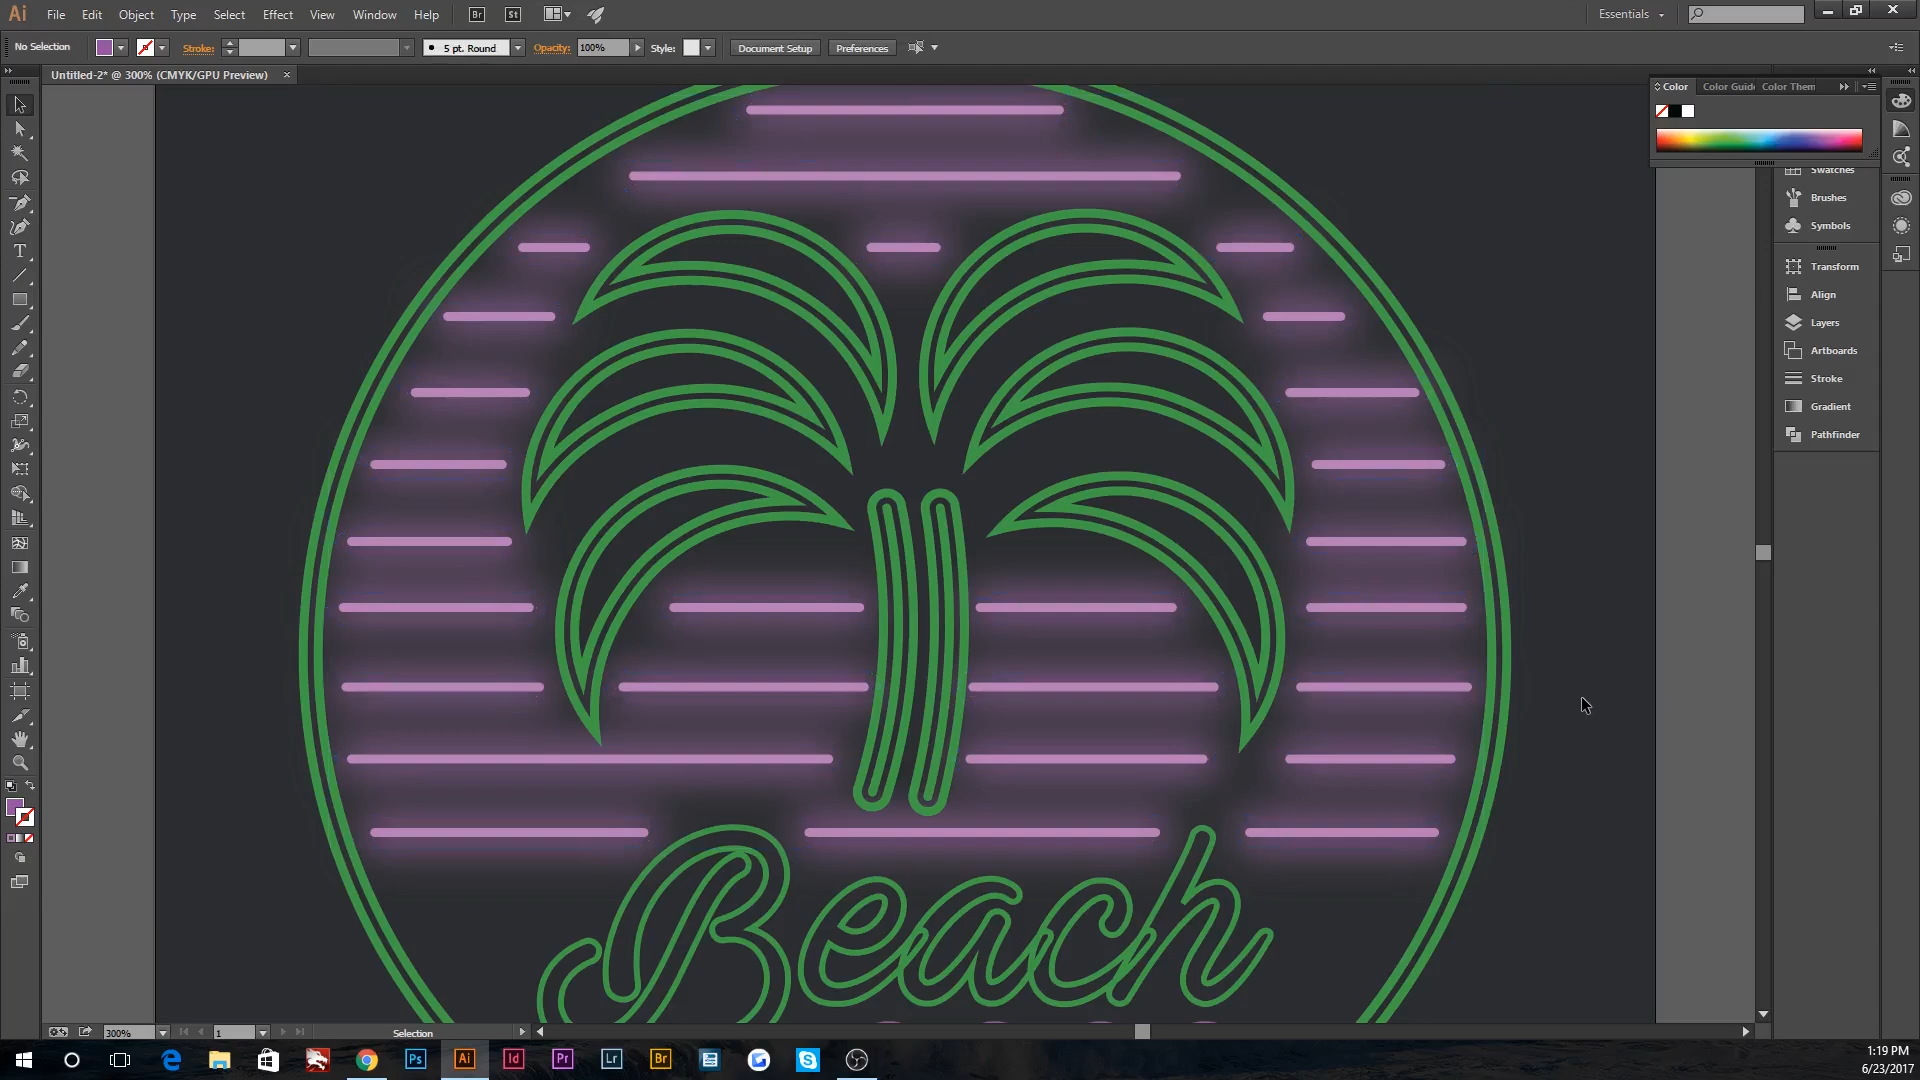 Ai File Edit Object Type Select Effect View Window Help Br St Essentials
No Selection Stroke: 5 pt. Round Opacity: 100% Style: Document Setup Preferences
Untitled-2* @ 300% (CMYK/GPU Preview) ×
Color Color Guid Color Them
Swatches
Brushes
Symbols
Transform
Align
Layers
Artboards
Stroke
Gradient
Pathfinder
T
Beach
300% 1 Selection
Ps Ai Id Pr Lr Br
1:19 PM
6/23/2017